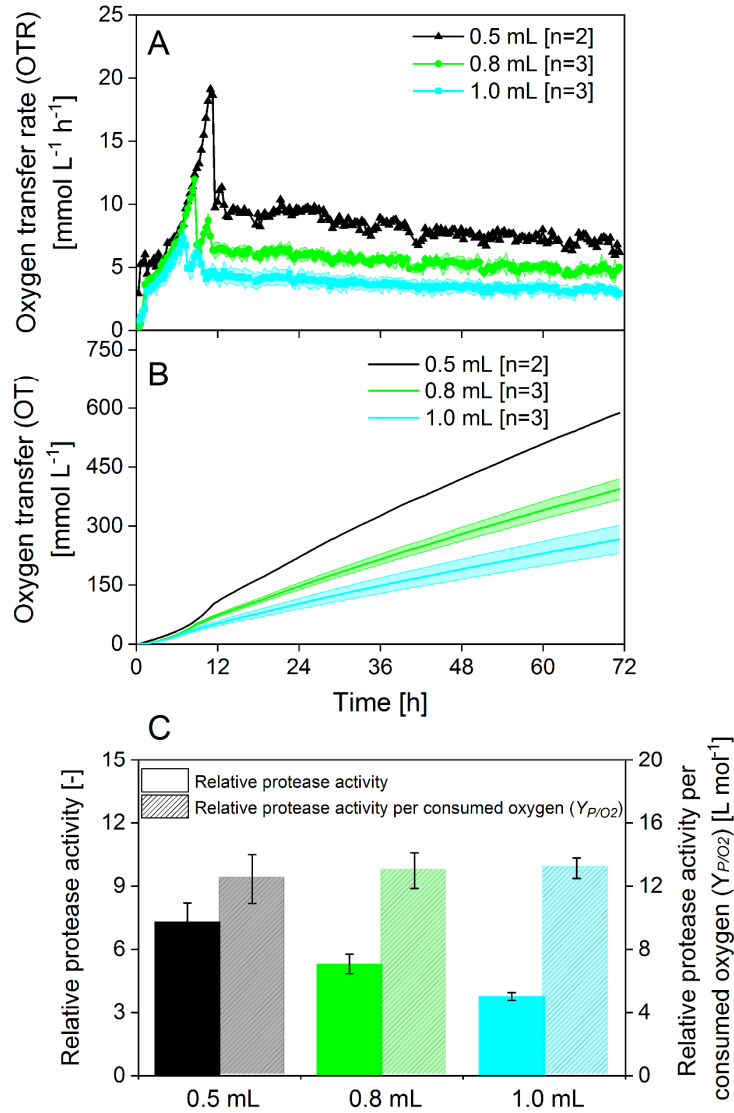 A
Oxygen transfer rate (OTR)
[mmol L⁻¹ h⁻¹]
25
20
15
10
5
0
0.5 mL [n=2]
0.8 mL [n=3]
1.0 mL [n=3]
B
Oxygen transfer (OT)
[mmol L⁻¹]
750
600
450
300
150
0
0.5 mL [n=2]
0.8 mL [n=3]
1.0 mL [n=3]
0 12 24 36 48 60 72
Time [h]
C
Relative protease activity [-]
15
12
9
6
3
0
Relative protease activity
Relative protease activity per consumed oxygen (Y_P/O2)
20
16
12
8
4
0
Relative protease activity per
consumed oxygen (Y_P/O2) [L mol⁻¹]
0.5 mL 0.8 mL 1.0 mL